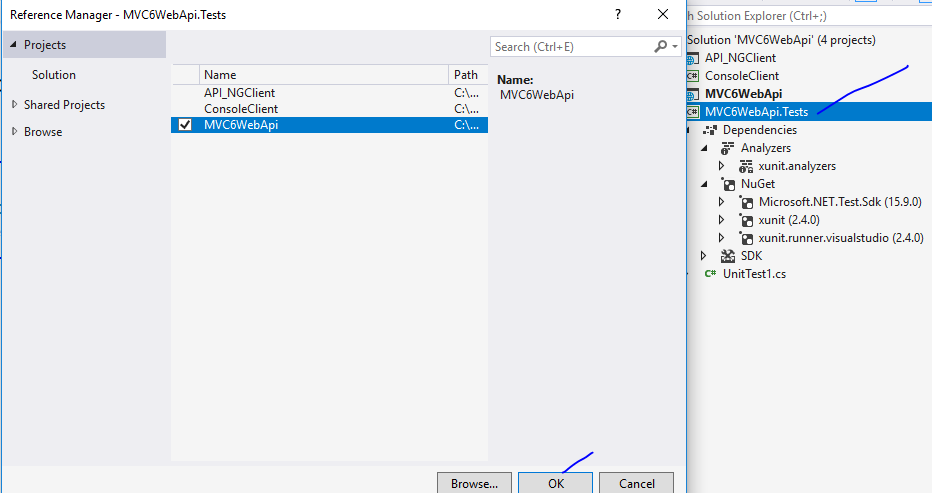 Reference Manager - MVC6WebApi.Tests ? ✕
Projects
Solution
Shared Projects
Browse
Search (Ctrl+E)
Name Path
API_NGClient C:\...
ConsoleClient C:\...
MVC6WebApi C:\...
Name:
MVC6WebApi
Browse... OK Cancel
h Solution Explorer (Ctrl+;)
Solution 'MVC6WebApi' (4 projects)
API_NGClient
C# ConsoleClient
MVC6WebApi
C# MVC6WebApi.Tests
Dependencies
Analyzers
xunit.analyzers
NuGet
Microsoft.NET.Test.Sdk (15.9.0)
xunit (2.4.0)
xunit.runner.visualstudio (2.4.0)
SDK
C# UnitTest1.cs